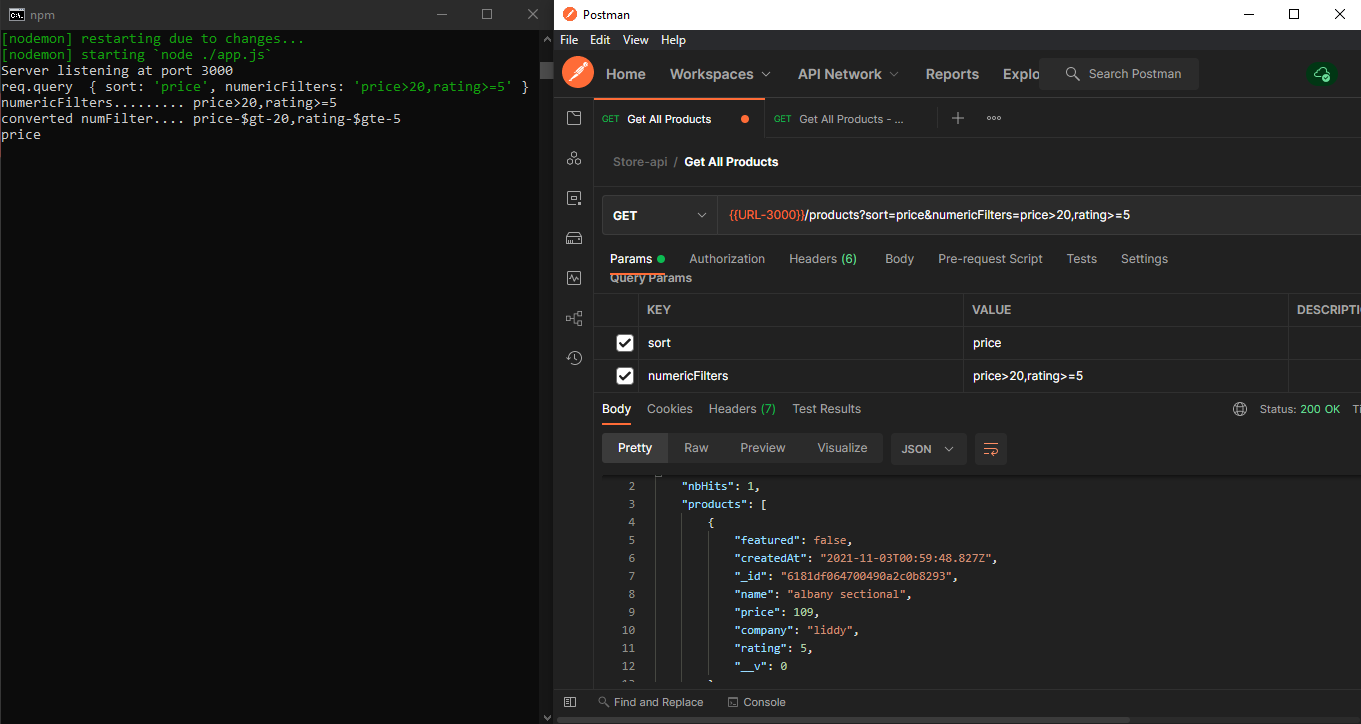 npm
[nodemon] restarting due to changes...
[nodemon] starting `node ./app.js`
Server listening at port 3000
req.query  { sort: 'price', numericFilters: 'price>20,rating>=5' }
numericFilters......... price>20,rating>=5
converted numFilter.... price-$gt-20,rating-$gte-5
price
Postman
File Edit View Help
Home Workspaces API Network Reports Explo Search Postman
GET Get All Products GET Get All Products - ...
Store-api / Get All Products
GET {{URL-3000}}/products?sort=price&numericFilters=price>20,rating>=5
Params Authorization Headers (6) Body Pre-request Script Tests Settings
Query Params
KEY VALUE DESCRIPTI
sort price
numericFilters price>20,rating>=5
Body Cookies Headers (7) Test Results Status: 200 OK Ti
Pretty Raw Preview Visualize JSON
2 "nbHits": 1,
3 "products": [
4 {
5 "featured": false,
6 "createdAt": "2021-11-03T00:59:48.827Z",
7 "_id": "6181df064700490a2c0b8293",
8 "name": "albany sectional",
9 "price": 109,
10 "company": "liddy",
11 "rating": 5,
12 "__v": 0
Find and Replace Console